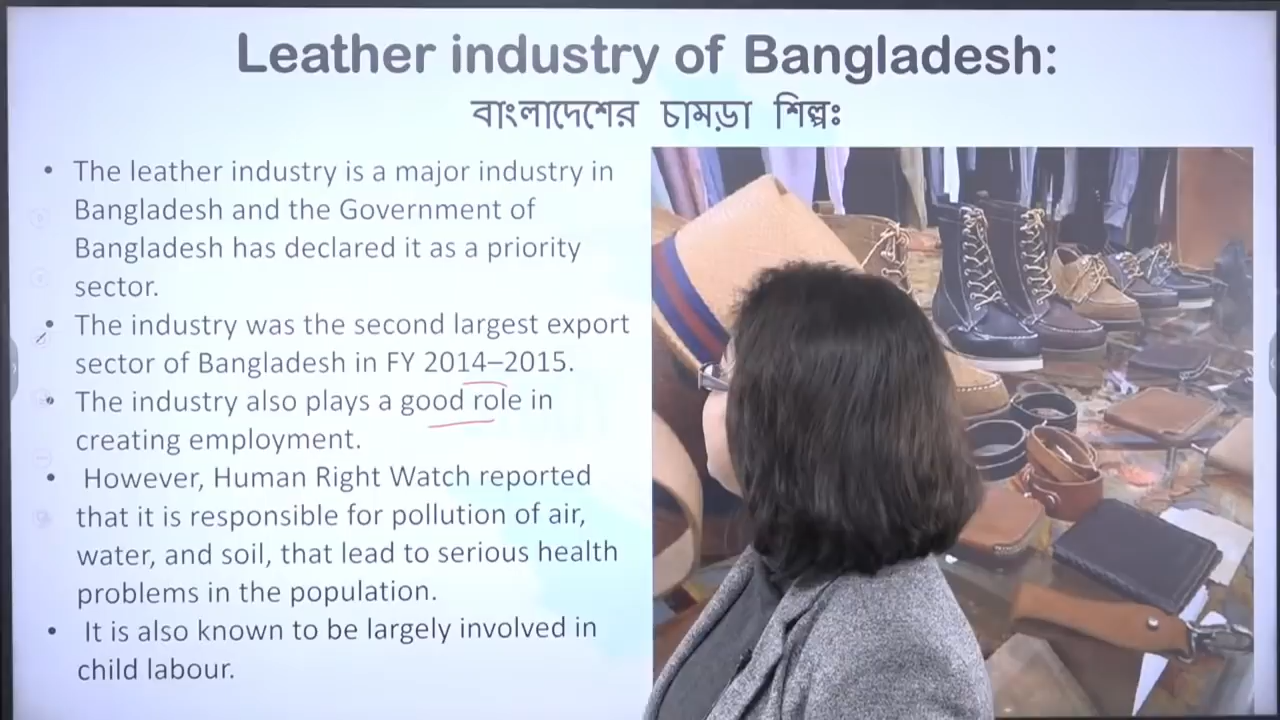 Leather industry of Bangladesh:
বাংলাদেশের চামড়া শিল্পঃ
• The leather industry is a major industry in
Bangladesh and the Government of
Bangladesh has declared it as a priority
sector.
• The industry was the second largest export
sector of Bangladesh in FY 2014–2015.
• The industry also plays a good role in
creating employment.
• However, Human Right Watch reported
that it is responsible for pollution of air,
water, and soil, that lead to serious health
problems in the population.
• It is also known to be largely involved in
child labour.